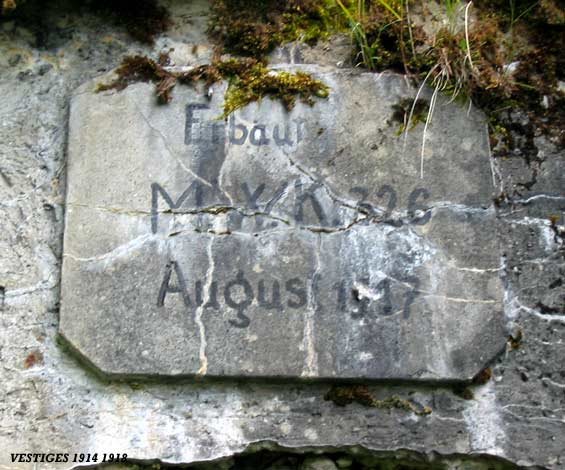 Erbaut
M.W.K. 326
August 1917
VESTIGES 1914 1918